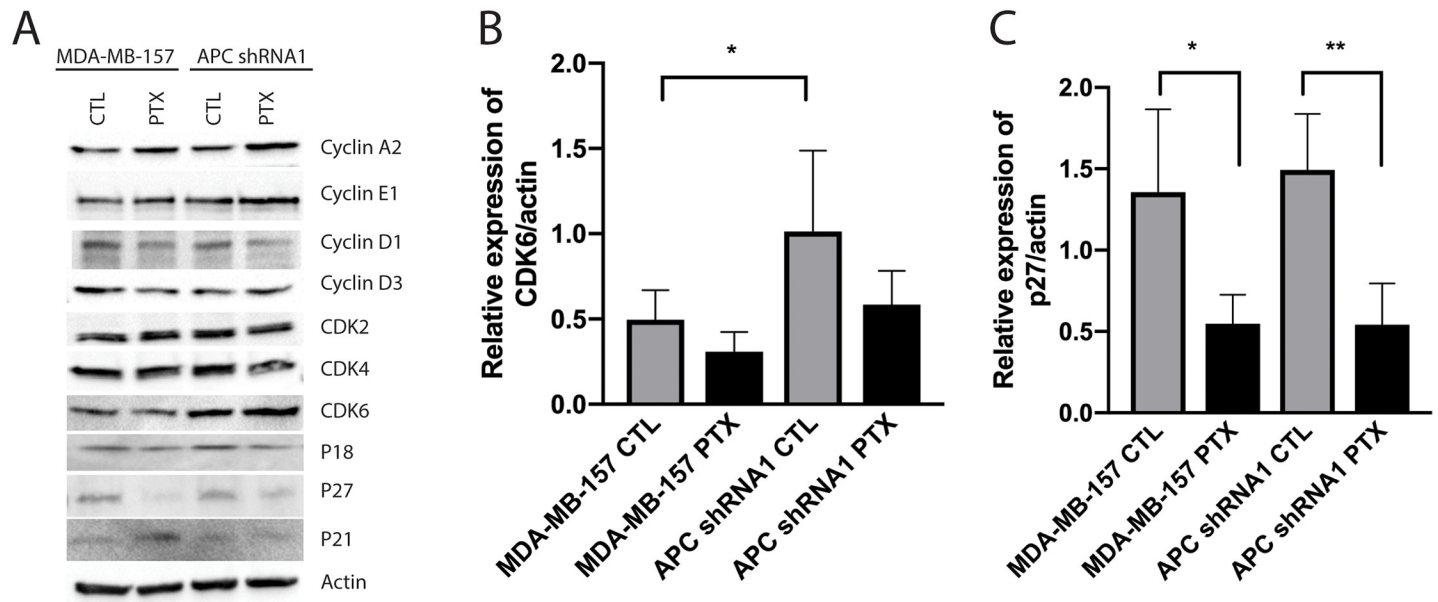 A
MDA-MB-157
APC shRNA1
CTL
PTX
CTL
PTX
Cyclin A2
Cyclin E1
Cyclin D1
Cyclin D3
CDK2
CDK4
CDK6
P18
P27
P21
Actin
B
Relative expression of
CDK6/actin
2.0
1.5
1.0
0.5
0.0
*
MDA-MB-157 CTL
MDA-MB-157 PTX
APC shRNA1 CTL
APC shRNA1 PTX
C
Relative expression of
p27/actin
2.0
1.5
1.0
0.5
0.0
*
**
MDA-MB-157 CTL
MDA-MB-157 PTX
APC shRNA1 CTL
APC shRNA1 PTX